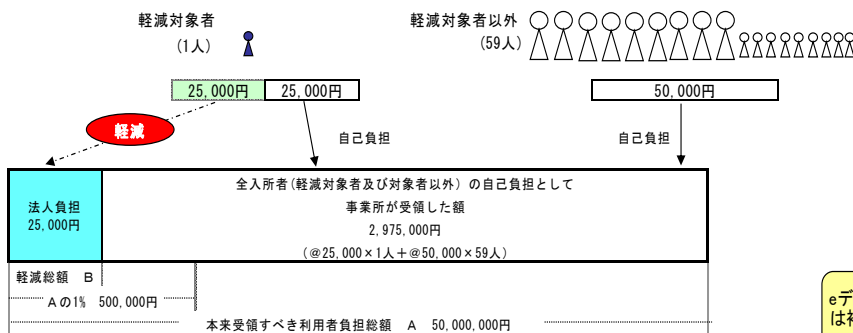 軽減対象者
(1人)
軽減対象者以外
(59人)
25,000円
25,000円
50,000円
軽減
自己負担
自己負担
法人負担
25,000円
全入所者(軽減対象者及び対象者以外)の自己負担として
事業所が受領した額
2,975,000円
(@25,000×1人+@50,000×59人)
軽減総額 B
Aの1% 500,000円
本来受領すべき利用者負担総額 A 50,000,000円
eデ
は補